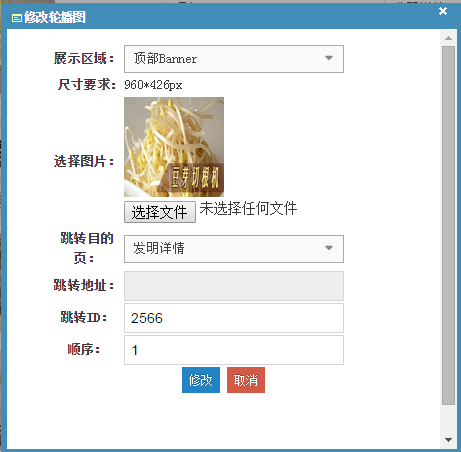 修改轮播图
展示区域： 顶部Banner
尺寸要求：960*426px
选择图片：
豆芽切根机
选择文件 未选择任何文件
跳转目的
页： 发明详情
跳转地址：
跳转ID： 2566
顺序： 1
修改 取消